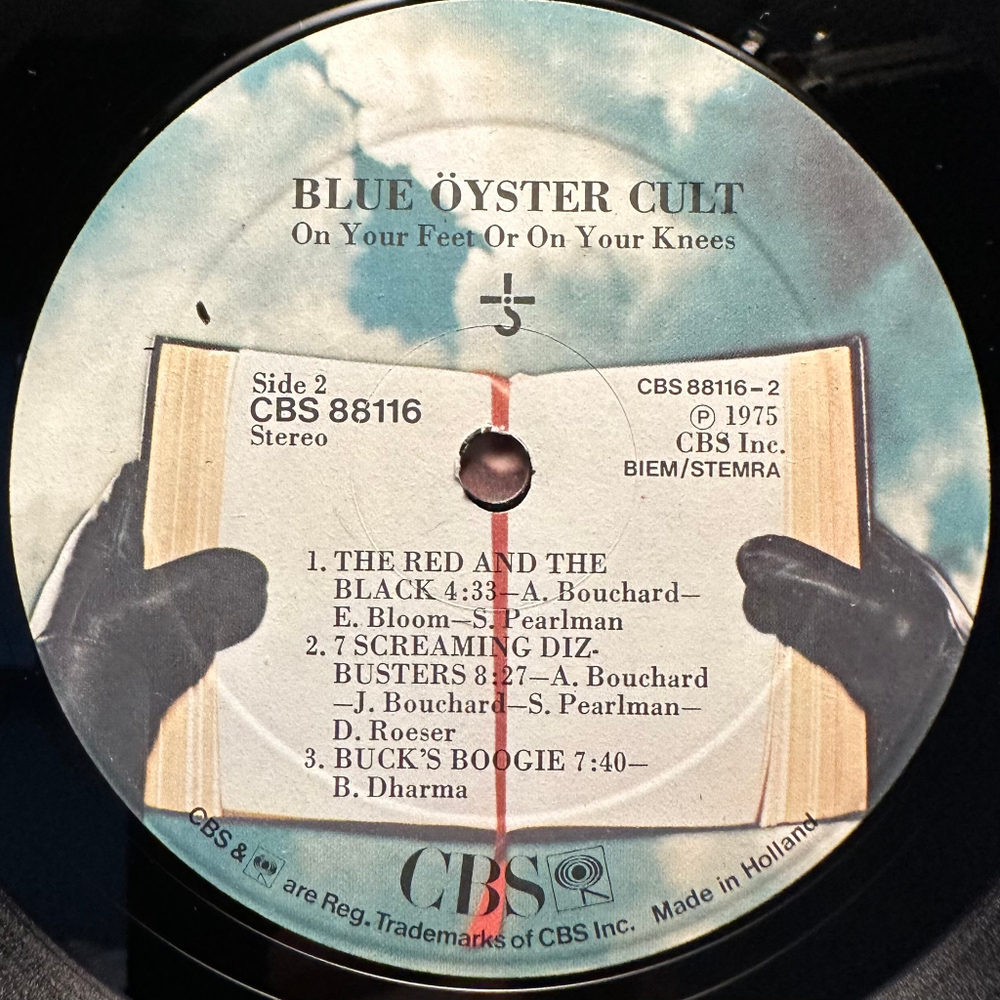 BLUE ÖYSTER CULT
On Your Feet Or On Your Knees
Side 2
CBS 88116
Stereo
CBS 88116-2
Ⓟ 1975
CBS Inc.
BIEM/STEMRA
1. THE RED AND THE
BLACK 4:33—A. Bouchard—
E. Bloom—S. Pearlman
2. 7 SCREAMING DIZ-
BUSTERS 8:27—A. Bouchard
—J. Bouchard—S. Pearlman—
D. Roeser
3. BUCK'S BOOGIE 7:40—
B. Dharma
CBS
CBS & are Reg. Trademarks of CBS Inc. Made in Holland